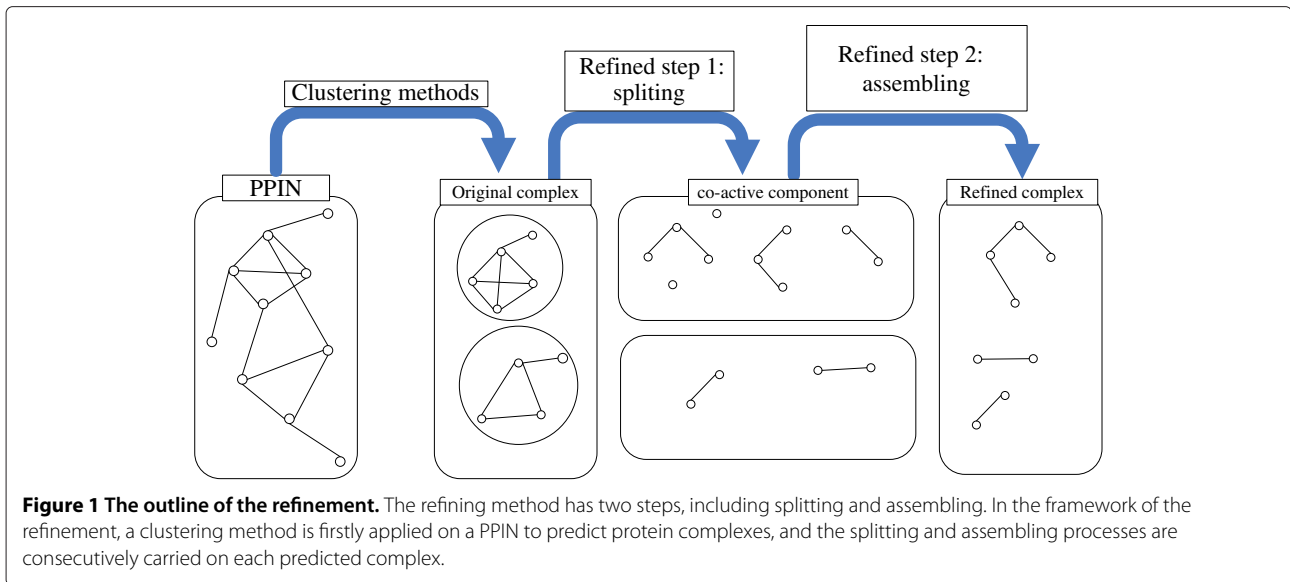 Clustering methods
Refined step 1:
spliting
Refined step 2:
assembling
PPIN
Original complex
co-active component
Refined complex
Figure 1 The outline of the refinement. The refining method has two steps, including splitting and assembling. In the framework of the
refinement, a clustering method is firstly applied on a PPIN to predict protein complexes, and the splitting and assembling processes are
consecutively carried on each predicted complex.